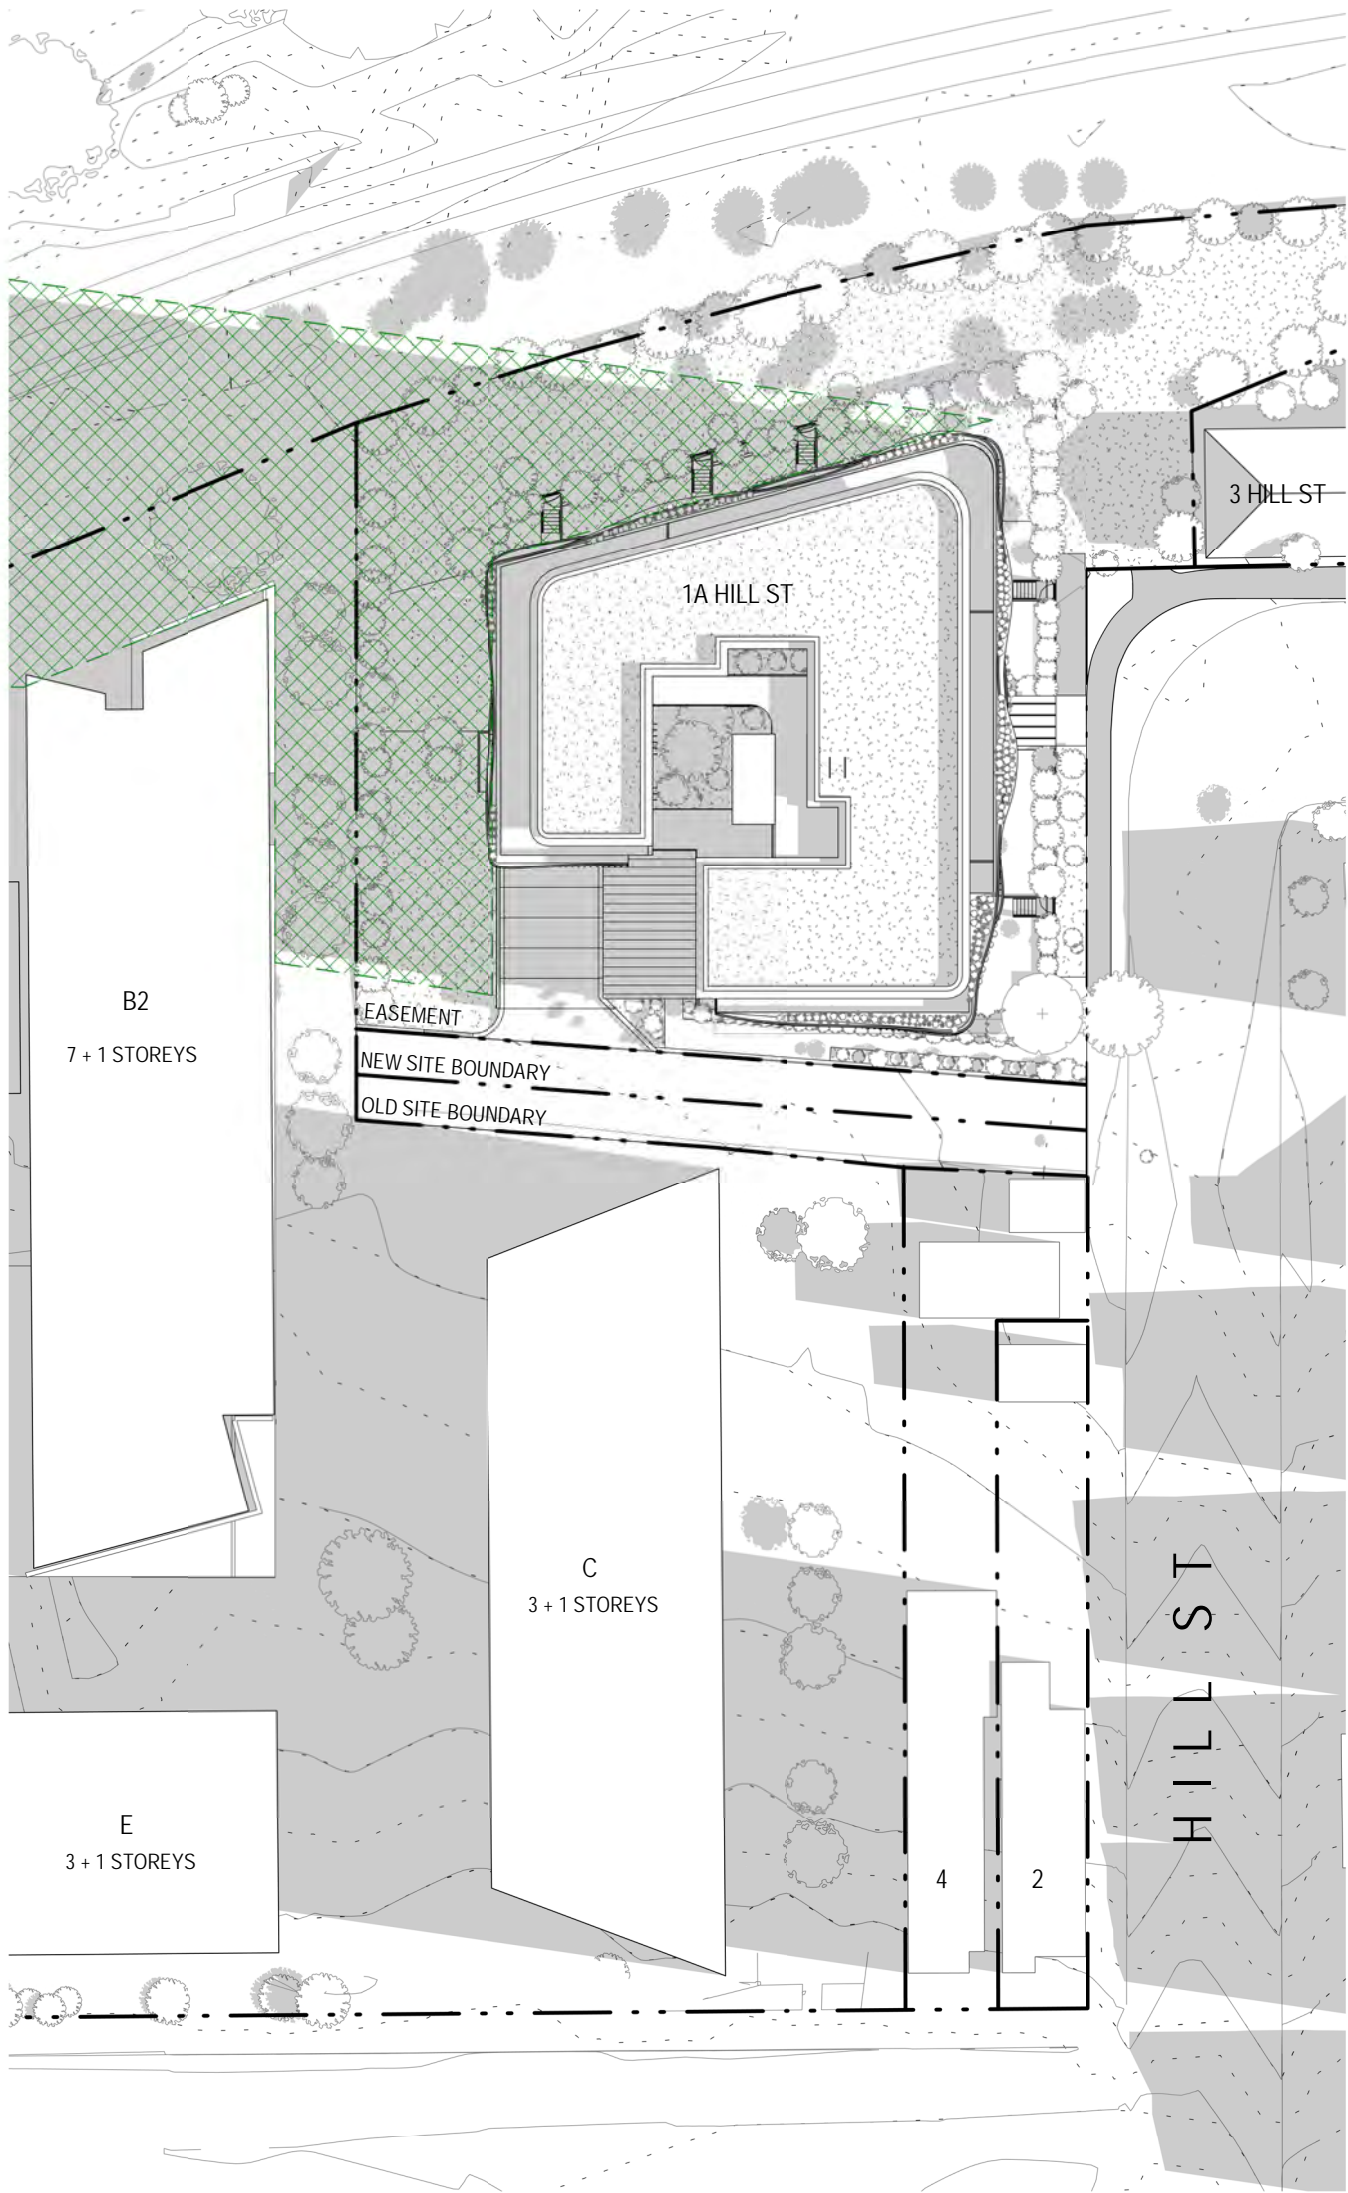 3 HILL ST
1A HILL ST
B2
7 + 1 STOREYS
EASEMENT
NEW SITE BOUNDARY
OLD SITE BOUNDARY
C
3 + 1 STOREYS
HILL ST
E
3 + 1 STOREYS
4
2